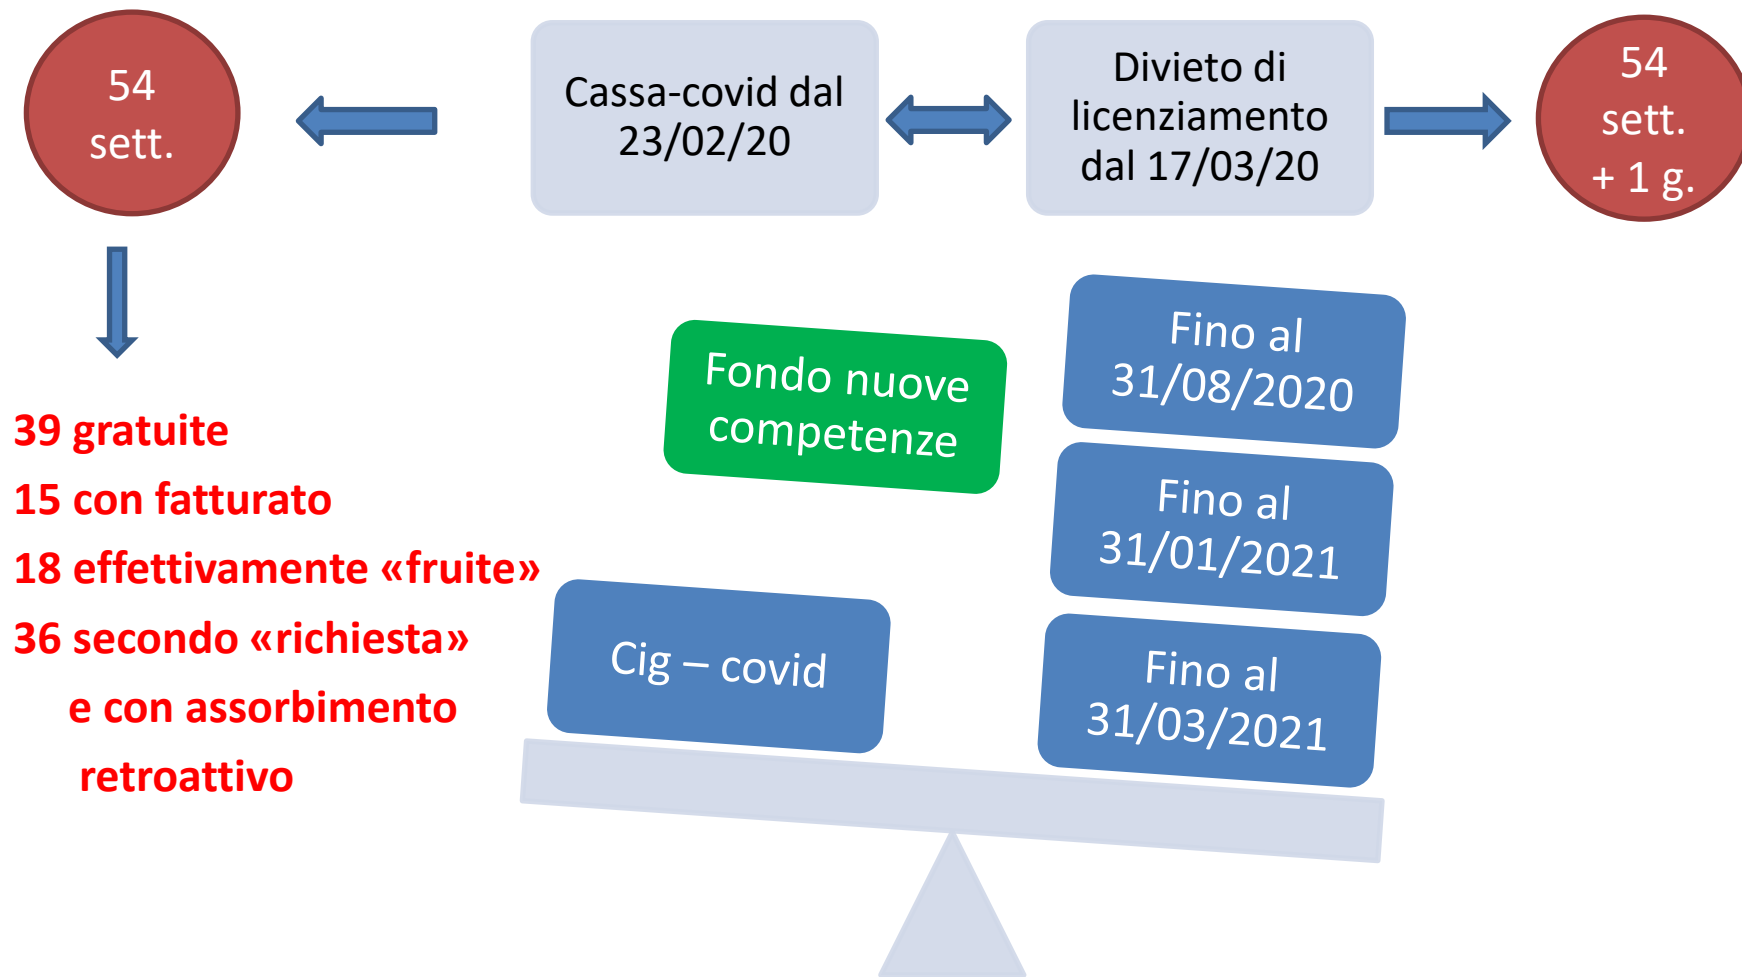 54
sett.
Cassa-covid dal
23/02/20
Divieto di
licenziamento
dal 17/03/20
54
sett.
+ 1 g.
39 gratuite
15 con fatturato
18 effettivamente «fruite»
36 secondo «richiesta»
e con assorbimento
retroattivo
Fondo nuove
competenze
Cig – covid
Fino al
31/08/2020
Fino al
31/01/2021
Fino al
31/03/2021